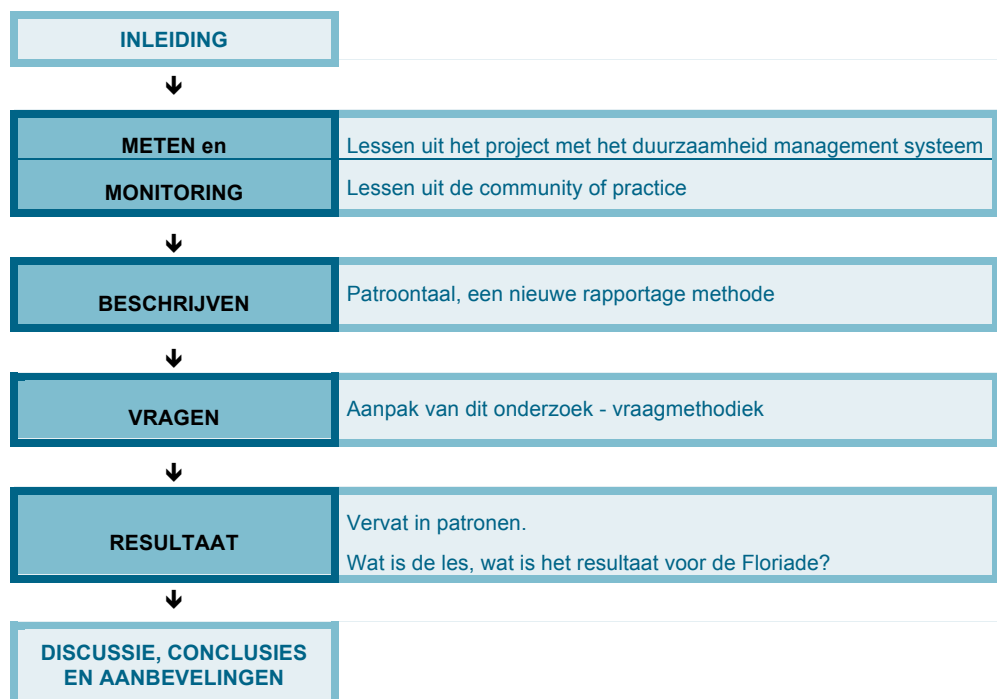 INLEIDING
METEN en
Lessen uit het project met het duurzaamheid management systeem
MONITORING
Lessen uit de community of practice
BESCHRIJVEN
Patroontaal, een nieuwe rapportage methode
VRAGEN
Aanpak van dit onderzoek - vraagmethodiek
RESULTAAT
Vervat in patronen.
Wat is de les, wat is het resultaat voor de Floriade?
DISCUSSIE, CONCLUSIES
EN AANBEVELINGEN